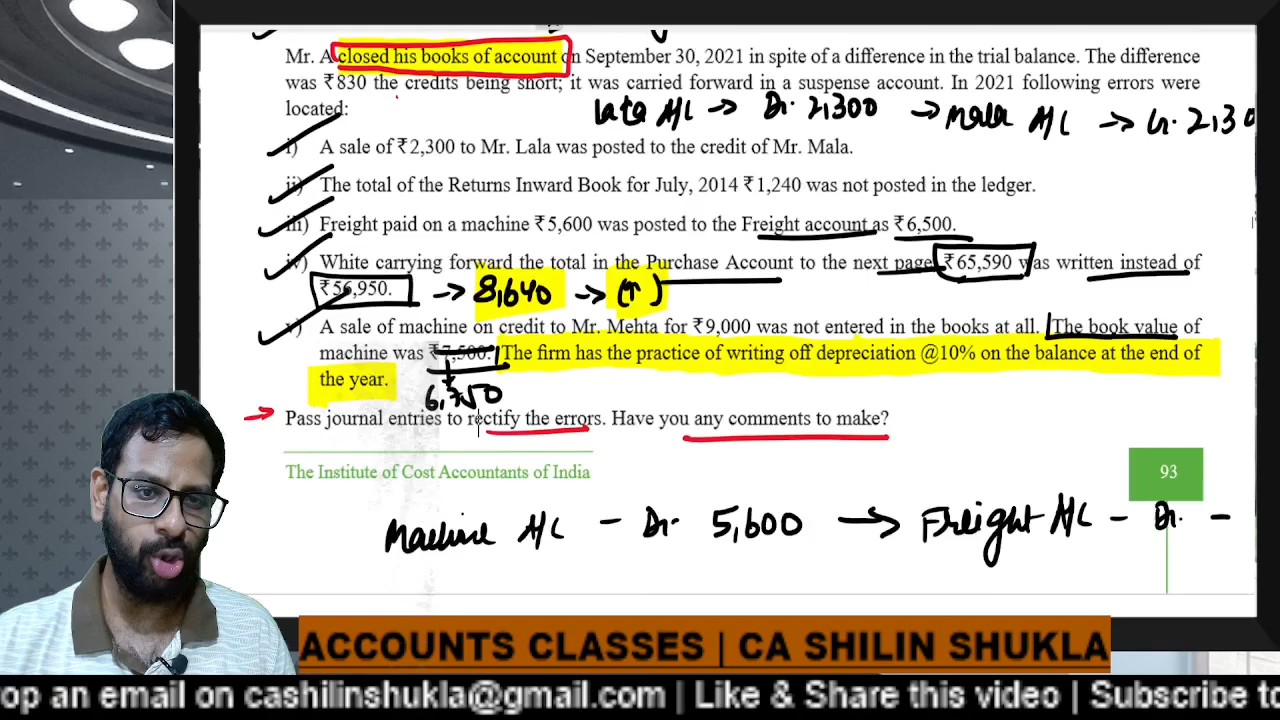 Mr. A closed his books of account on September 30, 2021 in spite of a difference in the trial balance. The difference
was ₹830 the credits being short; it was carried forward in a suspense account. In 2021 following errors were
located:
Lala A/C → Dr. 2,300 → Mala A/C → Cr. 2,30
i) A sale of ₹2,300 to Mr. Lala was posted to the credit of Mr. Mala.
ii) The total of the Returns Inward Book for July, 2014 ₹1,240 was not posted in the ledger.
iii) Freight paid on a machine ₹5,600 was posted to the Freight account as ₹6,500.
iv) White carrying forward the total in the Purchase Account to the next page, ₹65,590 was written instead of
₹56,950. → 8,640 →
v) A sale of machine on credit to Mr. Mehta for ₹9,000 was not entered in the books at all. The book value of
machine was ₹7,500. The firm has the practice of writing off depreciation @10% on the balance at the end of
the year.
6,750
Pass journal entries to rectify the errors. Have you any comments to make?
The Institute of Cost Accountants of India
93
Machine A/C - Dr. 5,600 → Freight A/C - Dr. -
ACCOUNTS CLASSES | CA SHILIN SHUKLA
op an email on cashilinshukla@gmail.com | Like & Share this video | Subscribe to